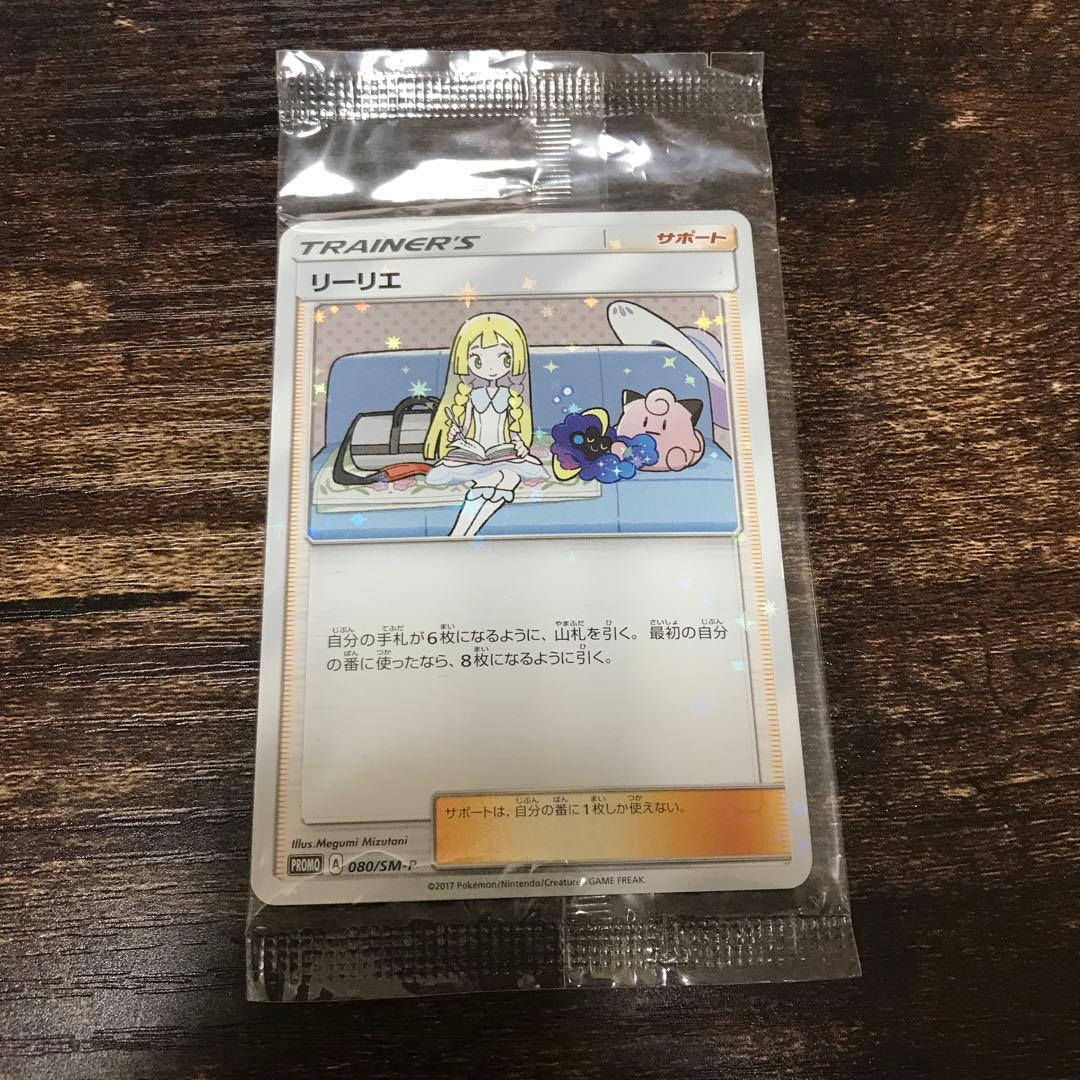 TRAINER'S サポート
リーリエ
自分の手札が6枚になるように、山札を引く。 最初の自分
の番に使ったなら、8枚になるように引く。
サポートは、自分の番に1枚しか使えない。
Illus.Megumi Mizutani
PROMO A 080/SM-P
©2017 Pokémon/Nintendo/Creatures/GAME FREAK.